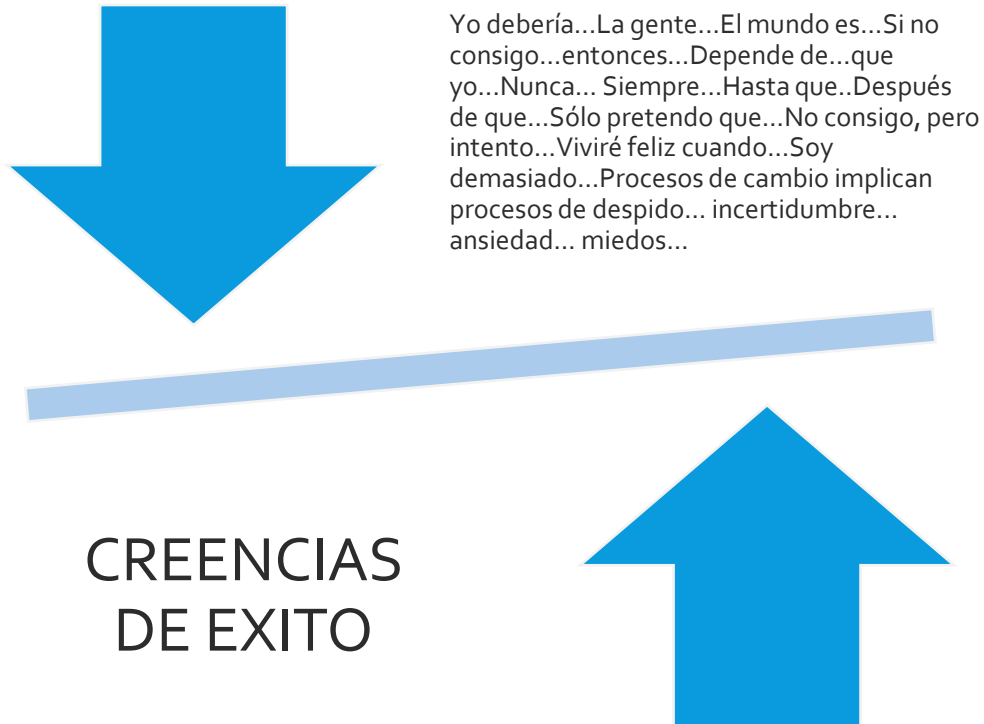 Yo debería…La gente…El mundo es…Si no
consigo…entonces…Depende de…que
yo…Nunca… Siempre…Hasta que..Después
de que…Sólo pretendo que…No consigo, pero
intento…Viviré feliz cuando…Soy
demasiado…Procesos de cambio implican
procesos de despido… incertidumbre…
ansiedad… miedos…
CREENCIAS
DE EXITO